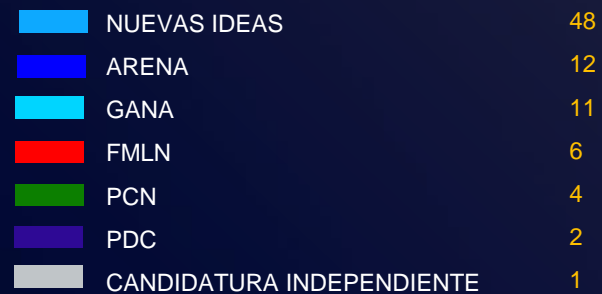 NUEVAS IDEAS 48
ARENA 12
GANA 11
FMLN 6
PCN 4
PDC 2
CANDIDATURA INDEPENDIENTE 1